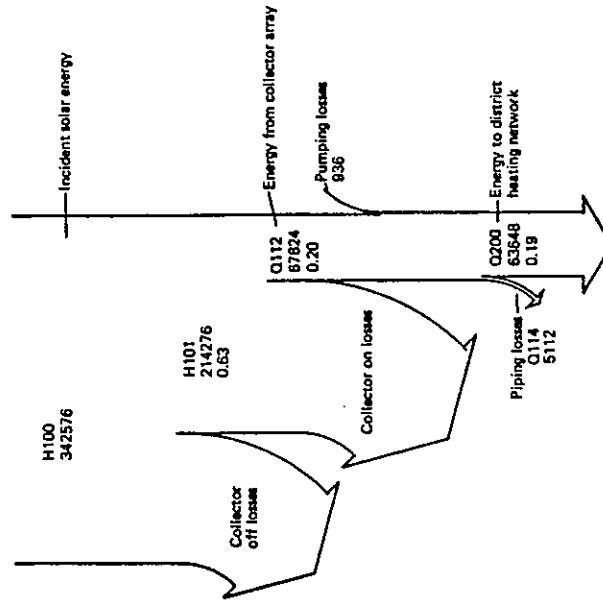 H100
342576
Incident solar energy
H101
214276
0.63
Collector
off losses
Q112
67824
0.20
Energy from collector array
Collector on losses
Pumping losses
936
Q200
63648
0.19
Energy to district
heating network
Piping losses
Q114
5112